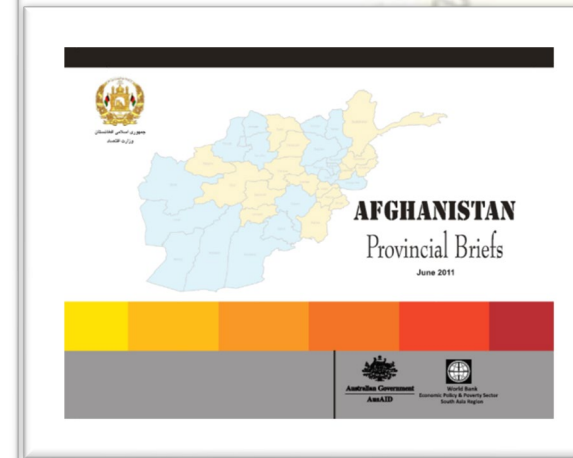 جمهوری اسلامی افغانستان
وزارت اقتصاد
AFGHANISTAN
Provincial Briefs
June 2011
Australian Government
AusAID
World Bank
Economic Policy & Poverty Sector
South Asia Region